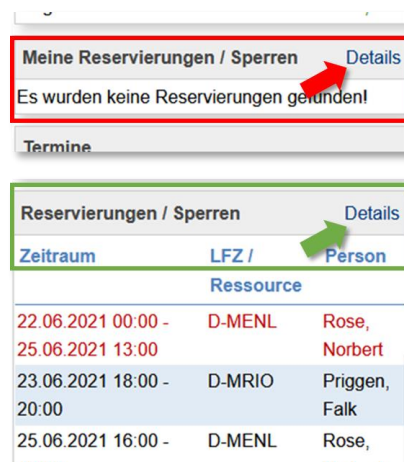 Meine Reservierungen / Sperren Details
Es wurden keine Reservierungen gefunden!
Termine
Reservierungen / Sperren Details
Zeitraum LFZ / Person
Ressource
22.06.2021 00:00 - D-MENL Rose,
25.06.2021 13:00 Norbert
23.06.2021 18:00 - D-MRIO Priggen,
20:00 Falk
25.06.2021 16:00 - D-MENL Rose,